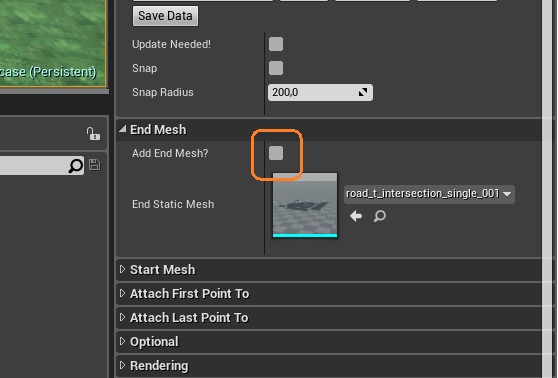 Save Data
case (Persistent)
Update Needed!
Snap
Snap Radius 200,0
End Mesh
Add End Mesh?
End Static Mesh road_t_intersection_single_001
Start Mesh
Attach First Point To
Attach Last Point To
Optional
Rendering